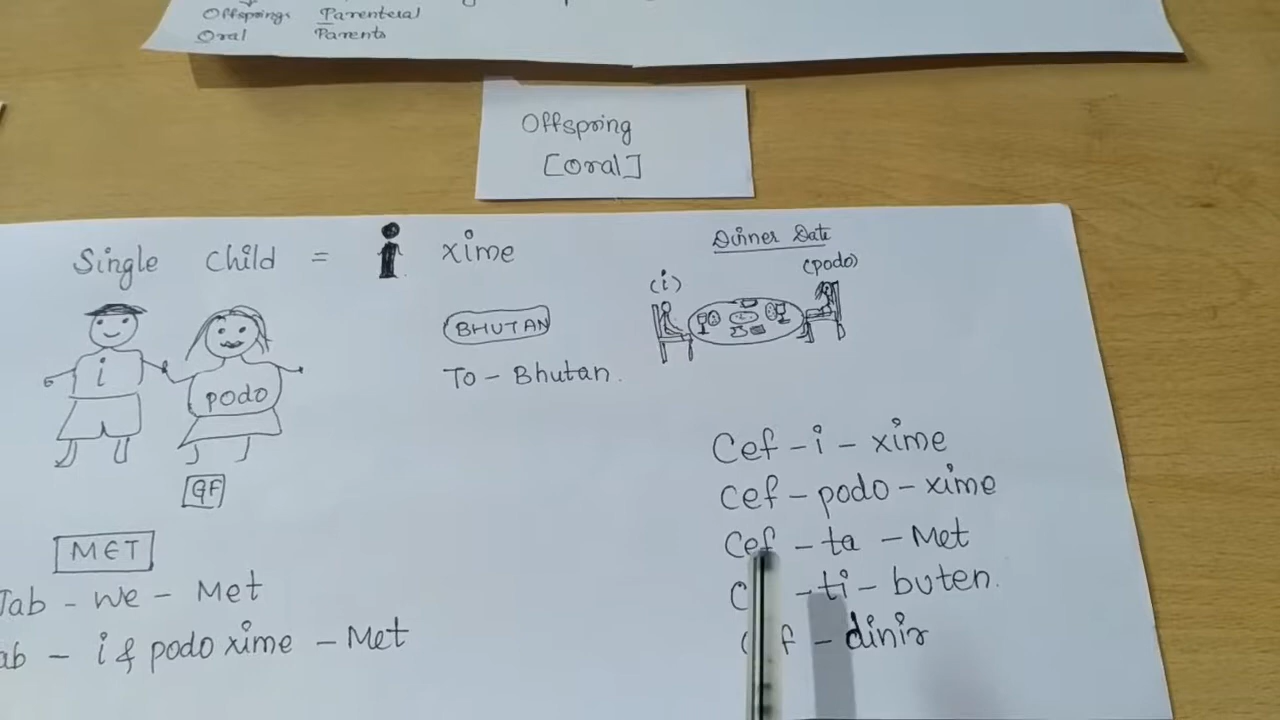 Offsprings Parenteral
Oral Parents
Offspring
[Oral]
Single Child = i xime
Dinner Date
(i) (podo)
BHUTAN
To - Bhutan.
i podo
GF
Cef - i - xime
Cef - podo - xime
MET
Cef - ta - Met
Jab - We - Met
- ti - buten.
ab - i & podo xime - Met
f - dinir